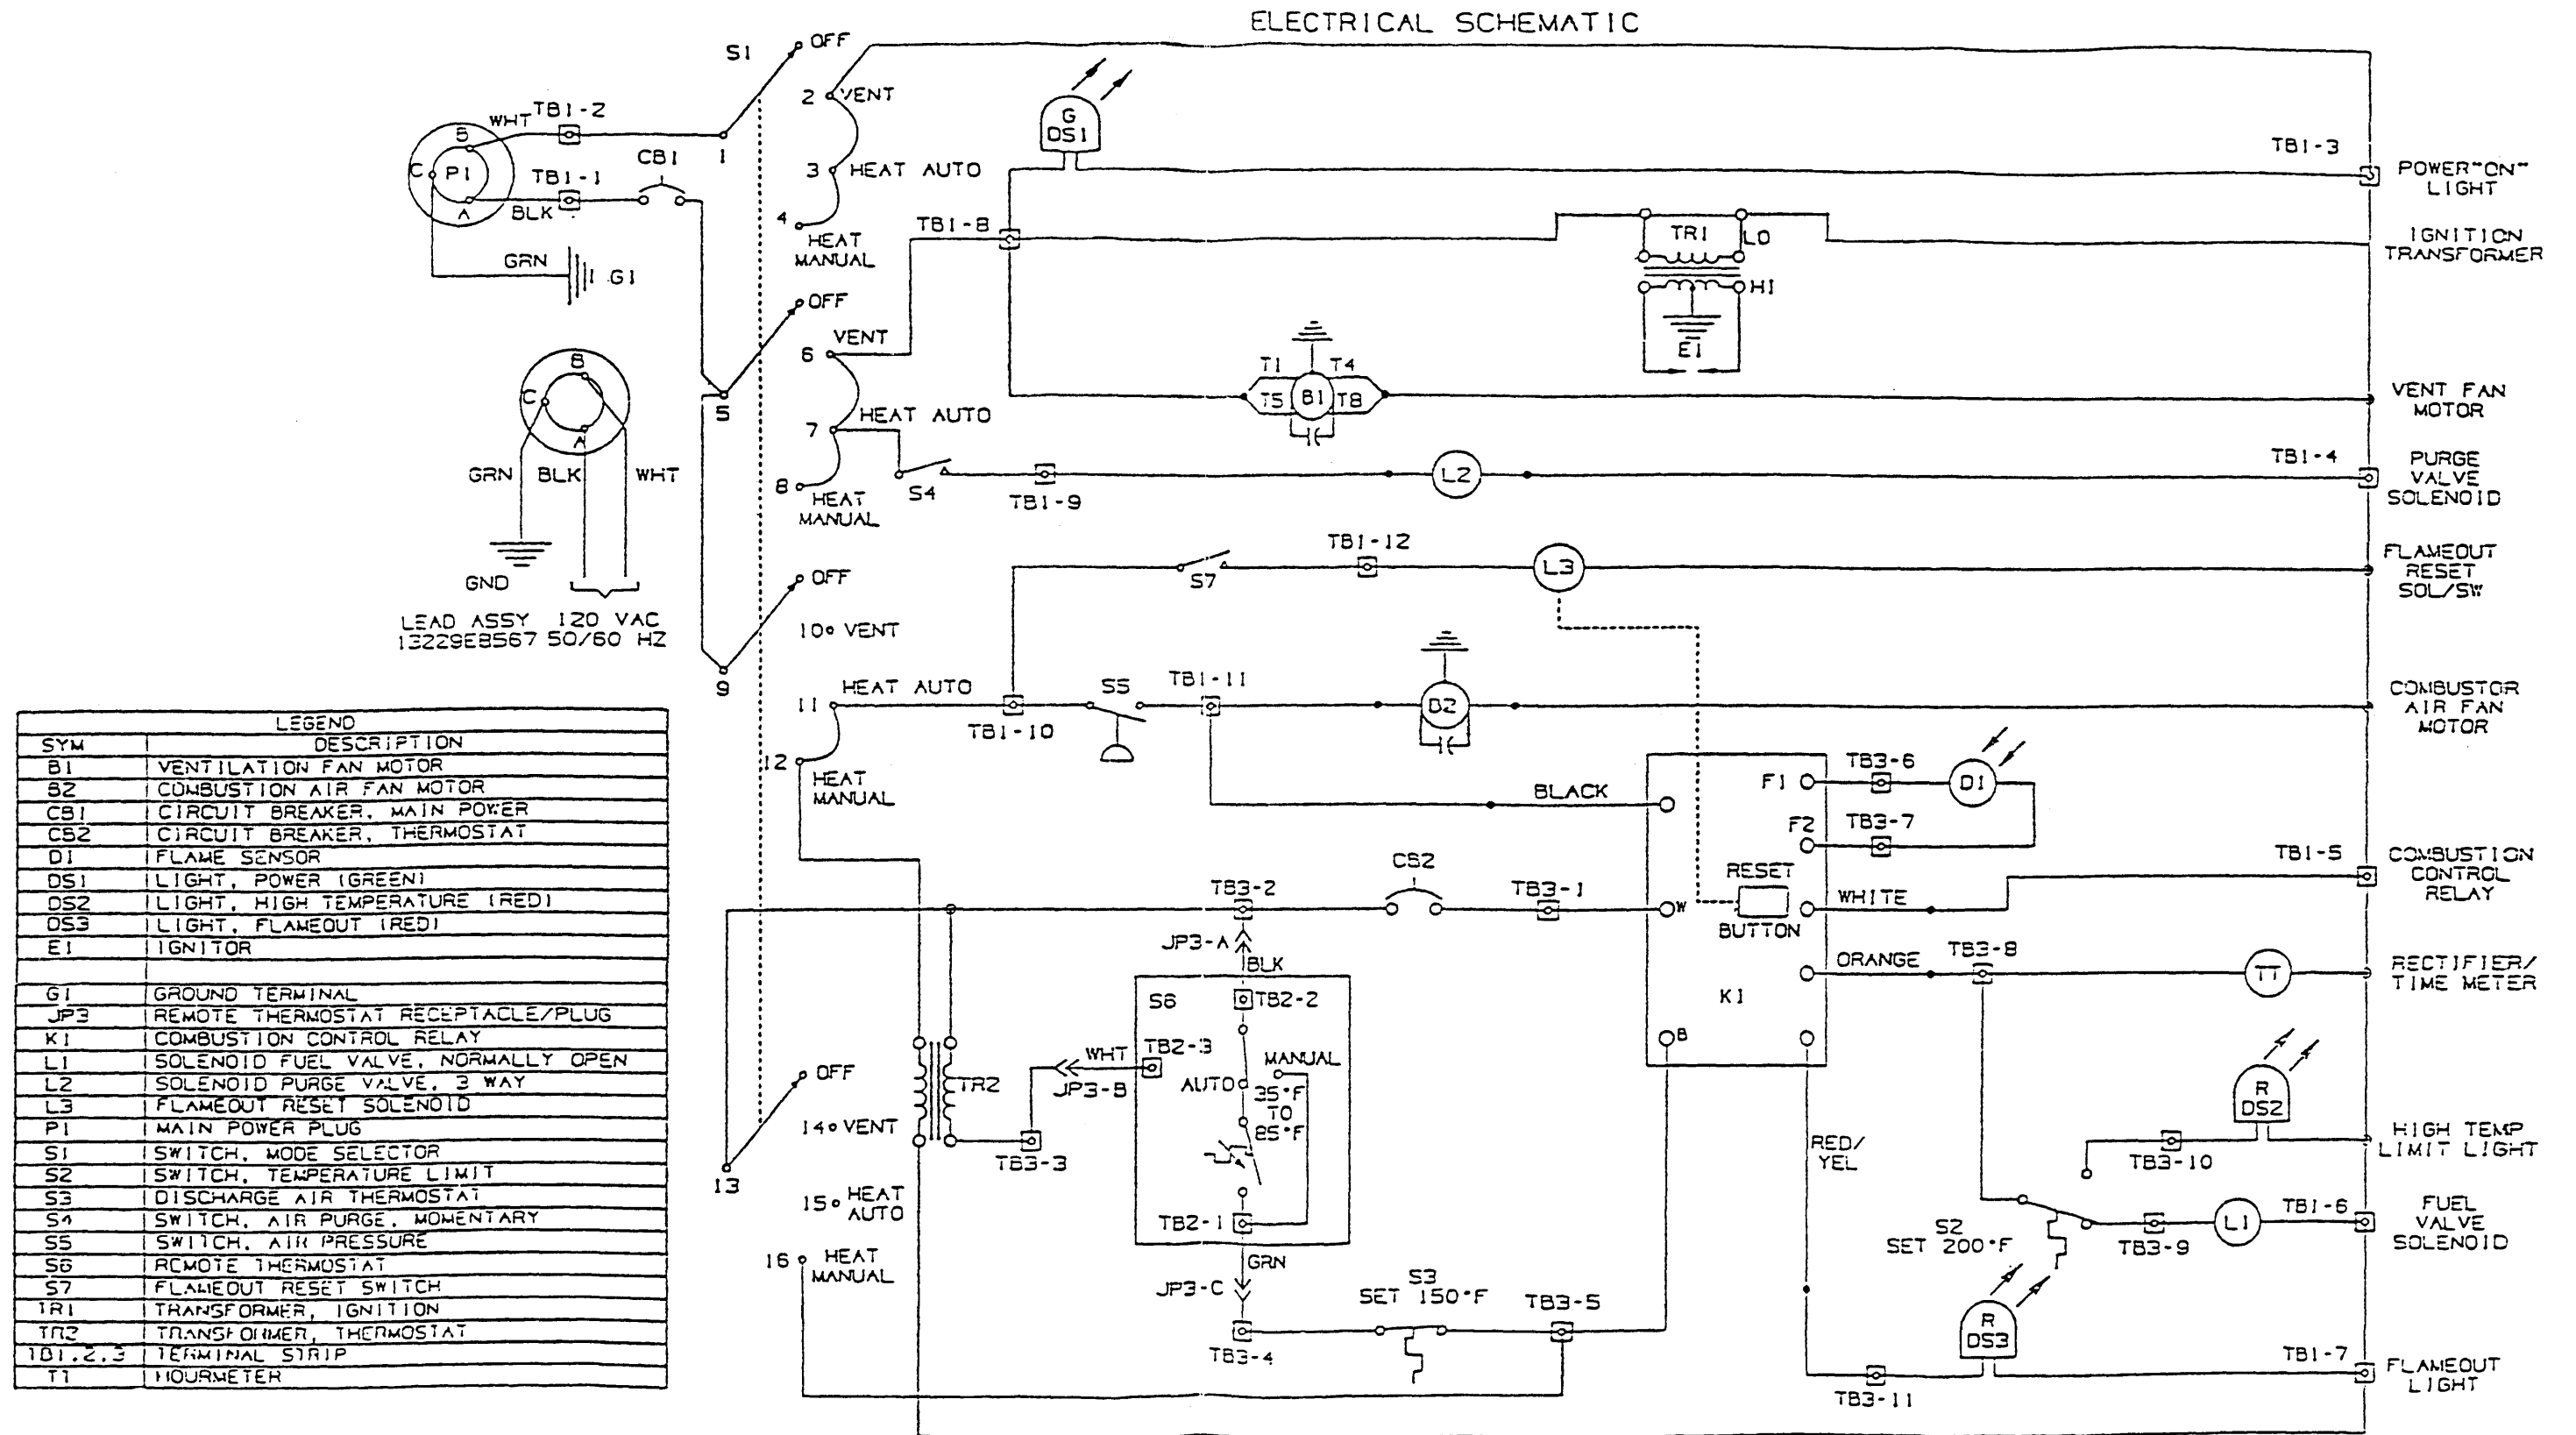 ELECTRICAL SCHEMATIC
S1
OFF
2 VENT
3 HEAT AUTO
4
HEAT
MANUAL
WHT
TB1-2
1
B
C
P1
A
TB1-1
BLK
CB1
GRN
G1
G
DS1
TB1-3
POWER "ON"
LIGHT
TB1-8
TR1
LO
HI
E1
IGNITION
TRANSFORMER
OFF
VENT
6
5
HEAT AUTO
7
8
HEAT
MANUAL
B
C
A
GRN
BLK
WHT
GND
LEAD ASSY 120 VAC
13229E8567 50/60 HZ
T1
T4
T5
B1
T8
VENT FAN
MOTOR
S4
TB1-9
L2
TB1-4
PURGE
VALVE
SOLENOID
S7
TB1-12
L3
FLAMEOUT
RESET
SOL/SW
OFF
10 VENT
9
11
HEAT AUTO
12
HEAT
MANUAL
TB1-10
S5
TB1-11
B2
COMBUSTOR
AIR FAN
MOTOR
BLACK
F1
TB3-6
D1
F2
TB3-7
RESET
BUTTON
WHITE
TB1-5
COMBUSTION
CONTROL
RELAY
TB3-2
CB2
TB3-1
W
JP3-A
BLK
ORANGE
TB3-8
TT
RECTIFIER/
TIME METER
K1
B
S6
TB2-2
WHT
TB2-3
JP3-B
MANUAL
AUTO
35°F
TO
85°F
TB2-1
TR2
TB3-3
OFF
14 VENT
13
15 HEAT
AUTO
16 HEAT
MANUAL
GRN
JP3-C
TB3-4
S3
SET 150°F
TB3-5
RED/
YEL
R
DS2
TB3-10
HIGH TEMP
LIMIT LIGHT
S2
SET 200°F
TB3-9
L1
TB1-6
FUEL
VALVE
SOLENOID
R
DS3
TB3-11
TB1-7
FLAMEOUT
LIGHT
LEGEND
SYM DESCRIPTION
B1 VENTILATION FAN MOTOR
B2 COMBUSTION AIR FAN MOTOR
CB1 CIRCUIT BREAKER, MAIN POWER
CB2 CIRCUIT BREAKER, THERMOSTAT
D1 FLAME SENSOR
DS1 LIGHT, POWER (GREEN)
DS2 LIGHT, HIGH TEMPERATURE (RED)
DS3 LIGHT, FLAMEOUT (RED)
E1 IGNITOR
G1 GROUND TERMINAL
JP3 REMOTE THERMOSTAT RECEPTACLE/PLUG
K1 COMBUSTION CONTROL RELAY
L1 SOLENOID FUEL VALVE, NORMALLY OPEN
L2 SOLENOID PURGE VALVE, 3 WAY
L3 FLAMEOUT RESET SOLENOID
P1 MAIN POWER PLUG
S1 SWITCH, MODE SELECTOR
S2 SWITCH, TEMPERATURE LIMIT
S3 DISCHARGE AIR THERMOSTAT
S4 SWITCH, AIR PURGE, MOMENTARY
S5 SWITCH, AIR PRESSURE
S6 REMOTE THERMOSTAT
S7 FLAMEOUT RESET SWITCH
TR1 TRANSFORMER, IGNITION
TR2 TRANSFORMER, THERMOSTAT
TB1,2,3 TERMINAL STRIP
TT HOURMETER